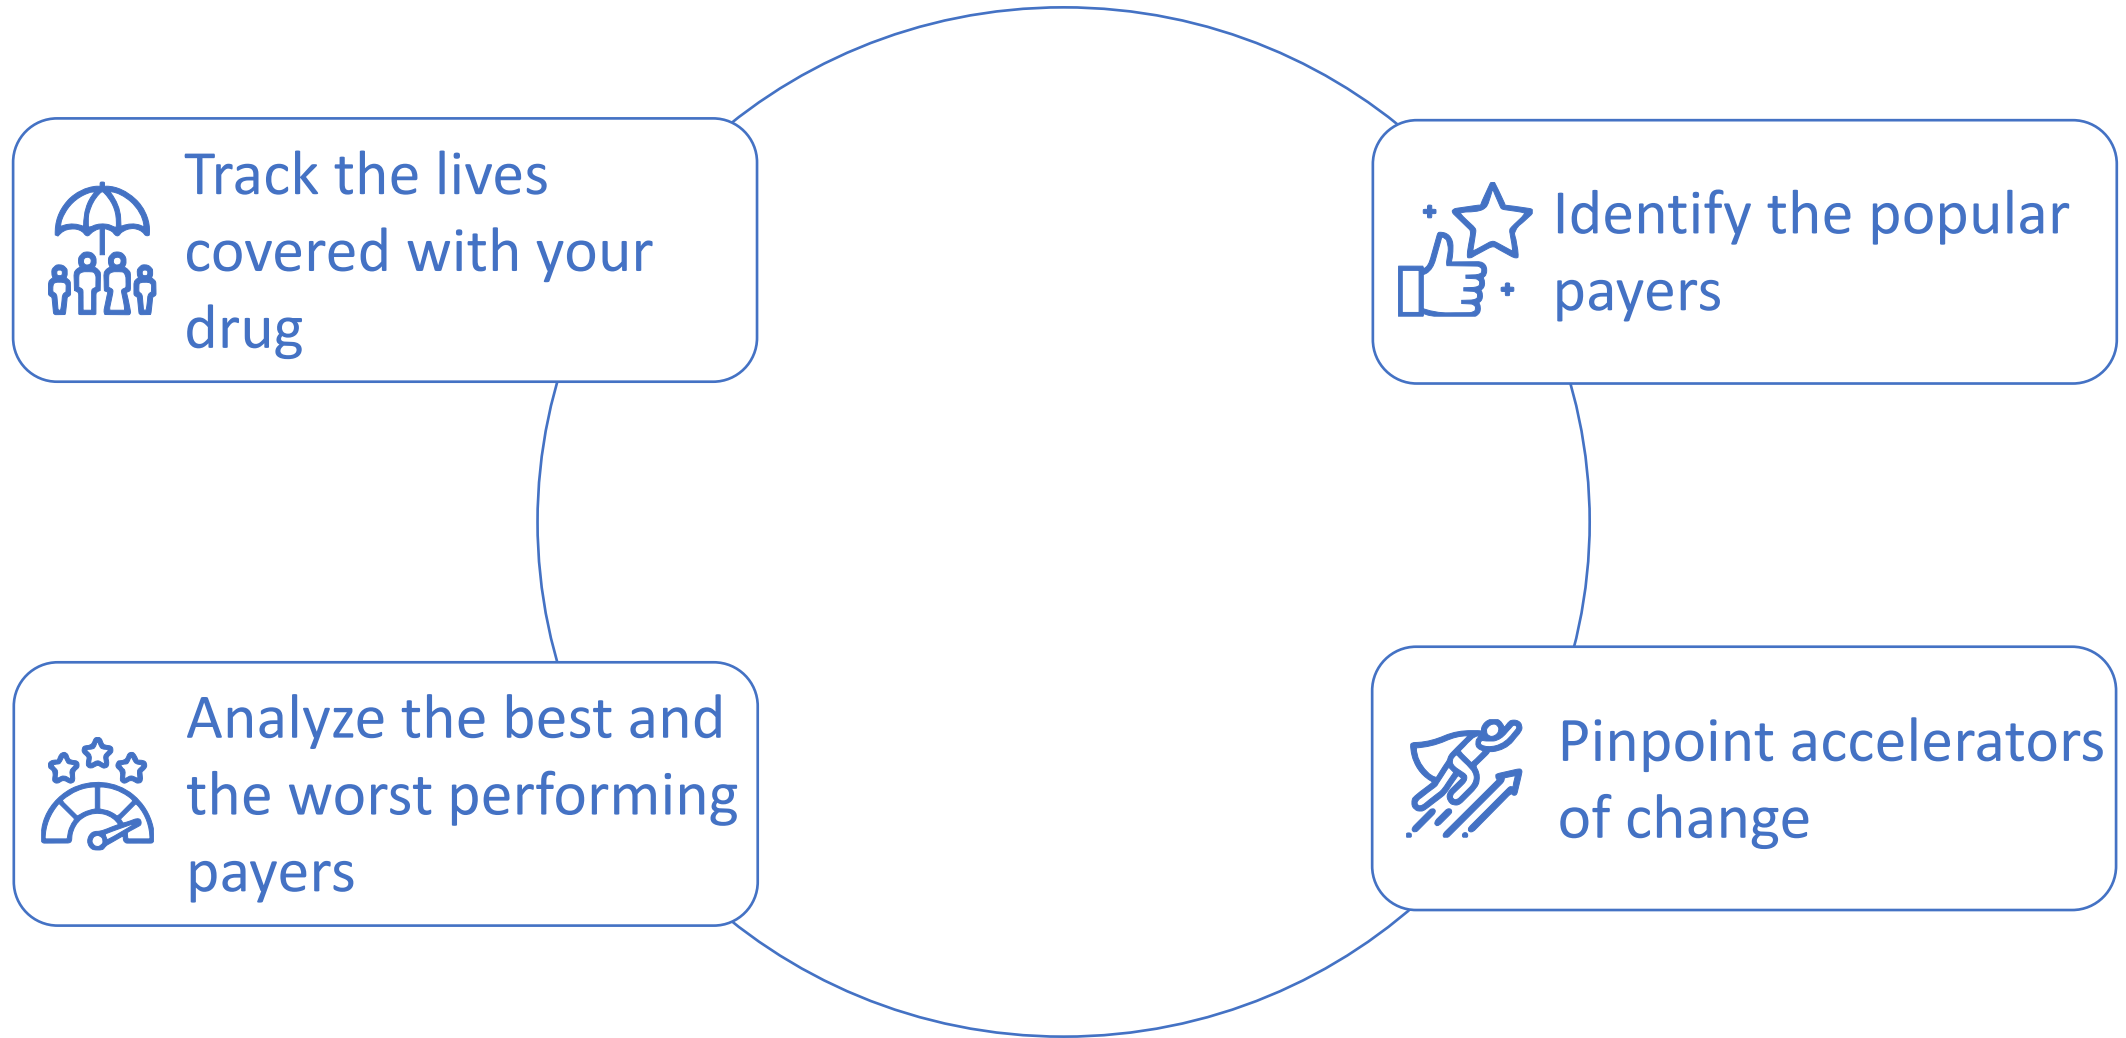 Track the lives
covered with your
drug
Identify the popular
payers
Analyze the best and
the worst performing
payers
Pinpoint accelerators
of change